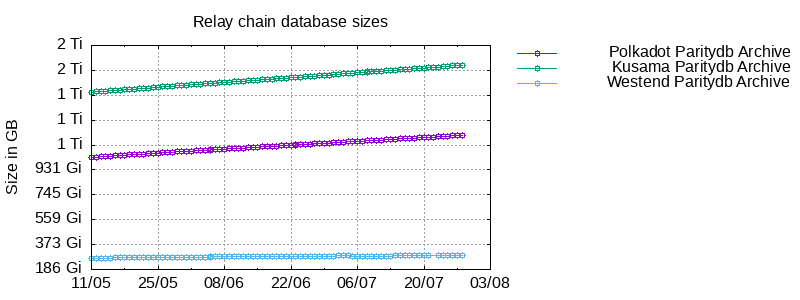 Relay chain database sizes
2 Ti
2 Ti
1 Ti
1 Ti
1 Ti
931 Gi
745 Gi
559 Gi
373 Gi
186 Gi
Size in GB
11/05 25/05 08/06 22/06 06/07 20/07 03/08
Polkadot Paritydb Archive
Kusama Paritydb Archive
Westend Paritydb Archive